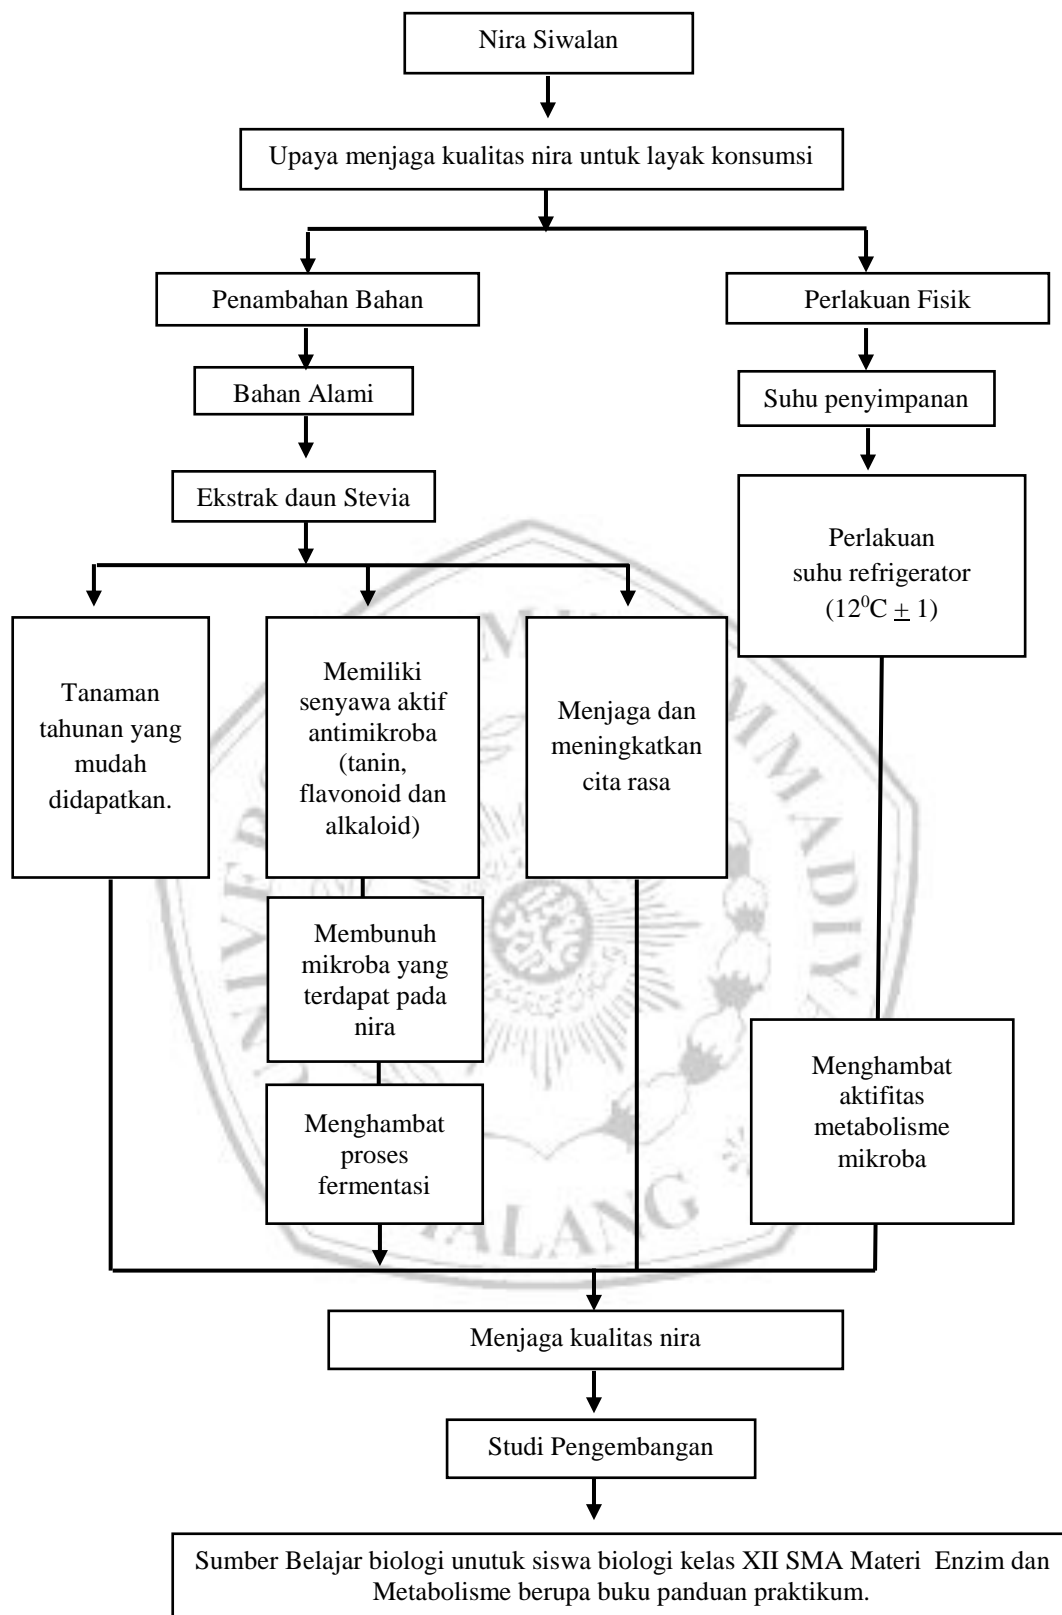 Nira Siwalan
Upaya menjaga kualitas nira untuk layak konsumsi
Penambahan Bahan
Perlakuan Fisik
Bahan Alami
Suhu penyimpanan
Ekstrak daun Stevia
Perlakuan
suhu refrigerator
(12⁰C ± 1)
Tanaman
tahunan yang
mudah
didapatkan.
Memiliki
senyawa aktif
antimikroba
(tanin,
flavonoid dan
alkaloid)
Menjaga dan
meningkatkan
cita rasa
Membunuh
mikroba yang
terdapat pada
nira
Menghambat
proses
fermentasi
Menghambat
aktifitas
metabolisme
mikroba
Menjaga kualitas nira
Studi Pengembangan
Sumber Belajar biologi unutuk siswa biologi kelas XII SMA Materi  Enzim dan
Metabolisme berupa buku panduan praktikum.